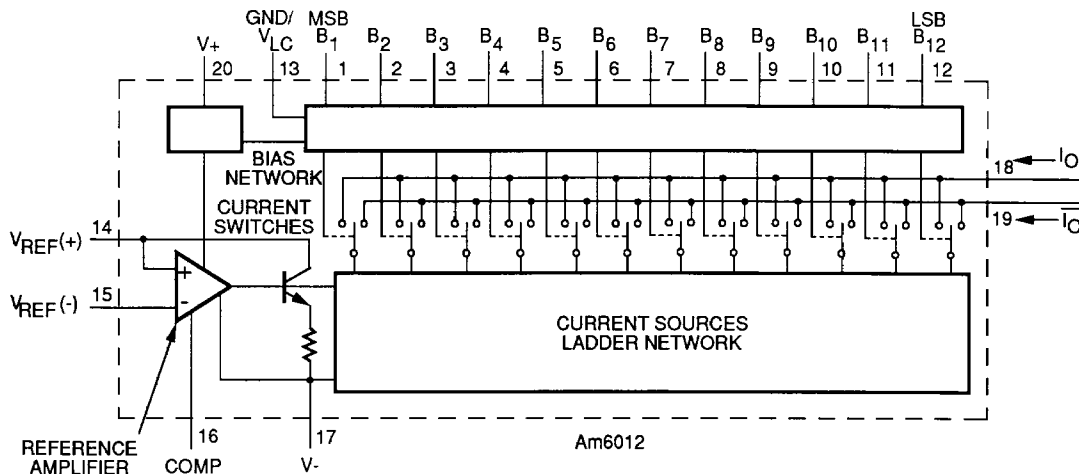 GND/ MSB LSB
V+ VLC B1 B2 B3 B4 B5 B6 B7 B8 B9 B10 B11 B12
20 13 1 2 3 4 5 6 7 8 9 10 11 12
BIAS
NETWORK
18 IO
CURRENT
SWITCHES
19 IO
VREF(+) 14
+
VREF(-) 15
-
CURRENT SOURCES
LADDER NETWORK
REFERENCE
AMPLIFIER
16 17
COMP V-
Am6012